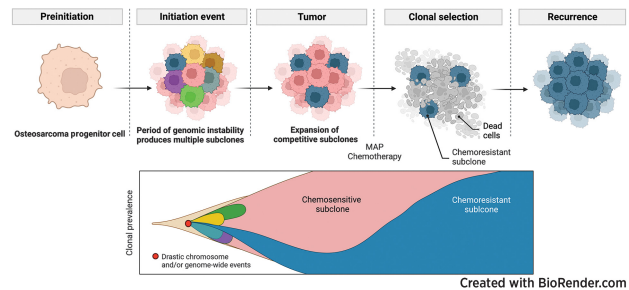 Preinitiation
Initiation event
Tumor
Clonal selection
Recurrence
Osteosarcoma progenitor cell
Period of genomic instability
produces multiple subclones
Expansion of
competitive subclones
MAP
Chemotherapy
Dead
cells
Chemoresistant
subclone
Clonal prevalence
Chemosensitive
subclone
Chemoresistant
sublcone
Drastic chromosome
and/or genome-wide events
Created with BioRender.com